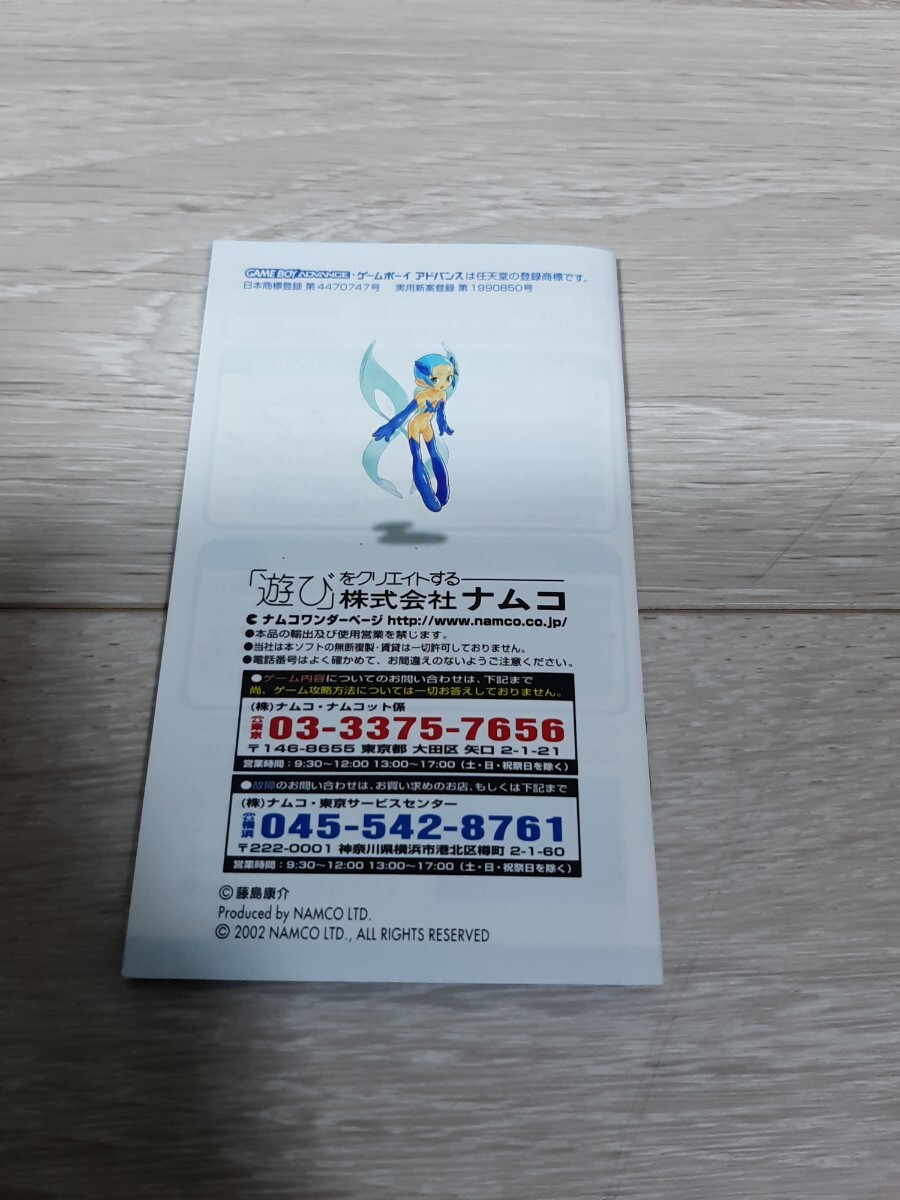 GAME BOY ADVANCE・ゲームボーイ アドバンスは任天堂の登録商標です。
日本商標登録 第4470747号 実用新案登録 第1990850号
「遊び」をクリエイトする
株式会社ナムコ
ナムコワンダーページ http://www.namco.co.jp/
●本品の輸出及び使用営業を禁じます。
●当社は本ソフトの無断複製・賃貸は一切許可しておりません。
●電話番号はよく確かめて、お間違えのないようご注意ください。
●ゲーム内容についてのお問い合わせは、下記まで
尚、ゲーム攻略方法については一切お答えしておりません。
(株)ナムコ・ナムコット係
☎東京 03-3375-7656
〒146-8655 東京都 大田区 矢口 2-1-21
営業時間：9:30~12:00 13:00~17:00 (土・日・祝祭日を除く)
●故障のお問い合わせは、お買い求めのお店、もしくは下記まで
(株)ナムコ・東京サービスセンター
☎横浜 045-542-8761
〒222-0001 神奈川県横浜市港北区樽町 2-1-60
営業時間：9:30~12:00 13:00~17:00 (土・日・祝祭日を除く)
© 藤島康介
Produced by NAMCO LTD.
© 2002 NAMCO LTD., ALL RIGHTS RESERVED